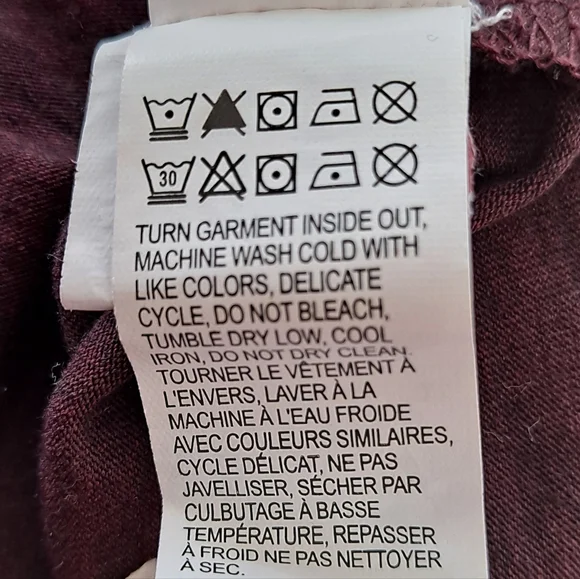 30
TURN GARMENT INSIDE OUT,
MACHINE WASH COLD WITH
LIKE COLORS, DELICATE
CYCLE, DO NOT BLEACH,
TUMBLE DRY LOW, COOL
IRON, DO NOT DRY CLEAN.
TOURNER LE VÊTEMENT À
L'ENVERS, LAVER À LA
MACHINE À L'EAU FROIDE
AVEC COULEURS SIMILAIRES,
CYCLE DÉLICAT, NE PAS
JAVELLISER, SÉCHER PAR
CULBUTAGE À BASSE
TEMPÉRATURE, REPASSER
À FROID NE PAS NETTOYER
À SEC.